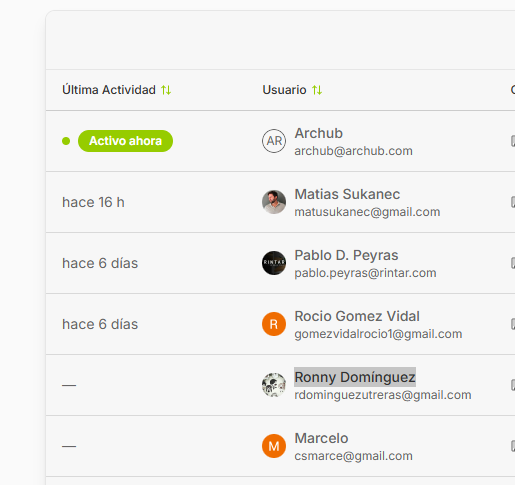 Última Actividad
Usuario
Activo ahora
AR
Archub
archub@archub.com
hace 16 h
Matias Sukanec
matusukanec@gmail.com
hace 6 días
RINTAR
Pablo D. Peyras
pablo.peyras@rintar.com
hace 6 días
R
Rocio Gomez Vidal
gomezvidalrocio1@gmail.com
—
Ronny Domínguez
rdominguezutreras@gmail.com
—
M
Marcelo
csmarce@gmail.com